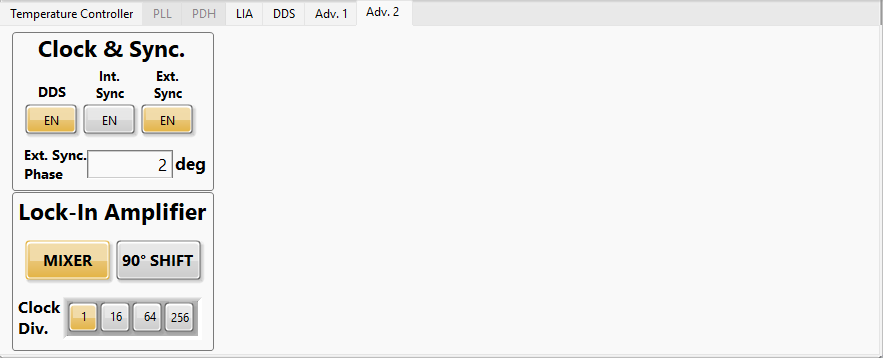 Temperature Controller PLL PDH LIA DDS Adv. 1 Adv. 2
Clock & Sync.
DDS Int. Sync Ext. Sync
EN EN EN
Ext. Sync. Phase 2 deg
Lock-In Amplifier
MIXER 90° SHIFT
Clock Div. 1 16 64 256